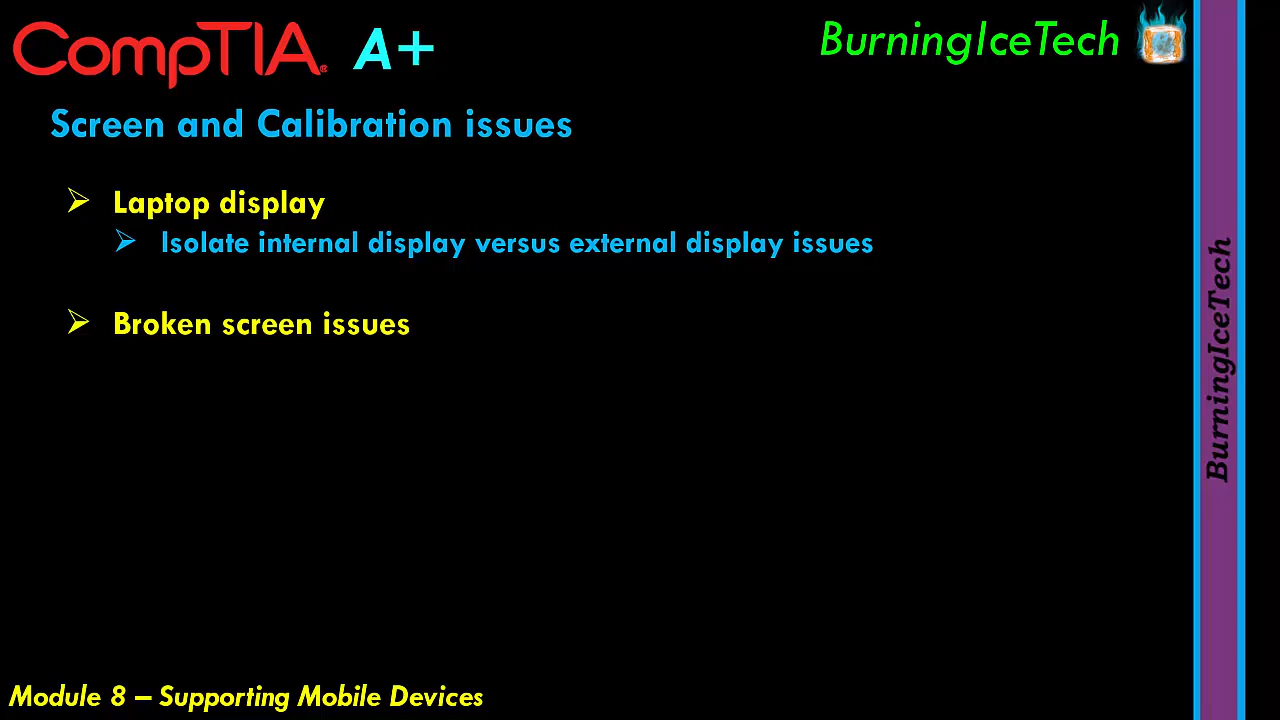 CompTIA® A+
BurningIceTech
Screen and Calibration issues
Laptop display
Isolate internal display versus external display issues
Broken screen issues
BurningIceTech
Module 8 – Supporting Mobile Devices